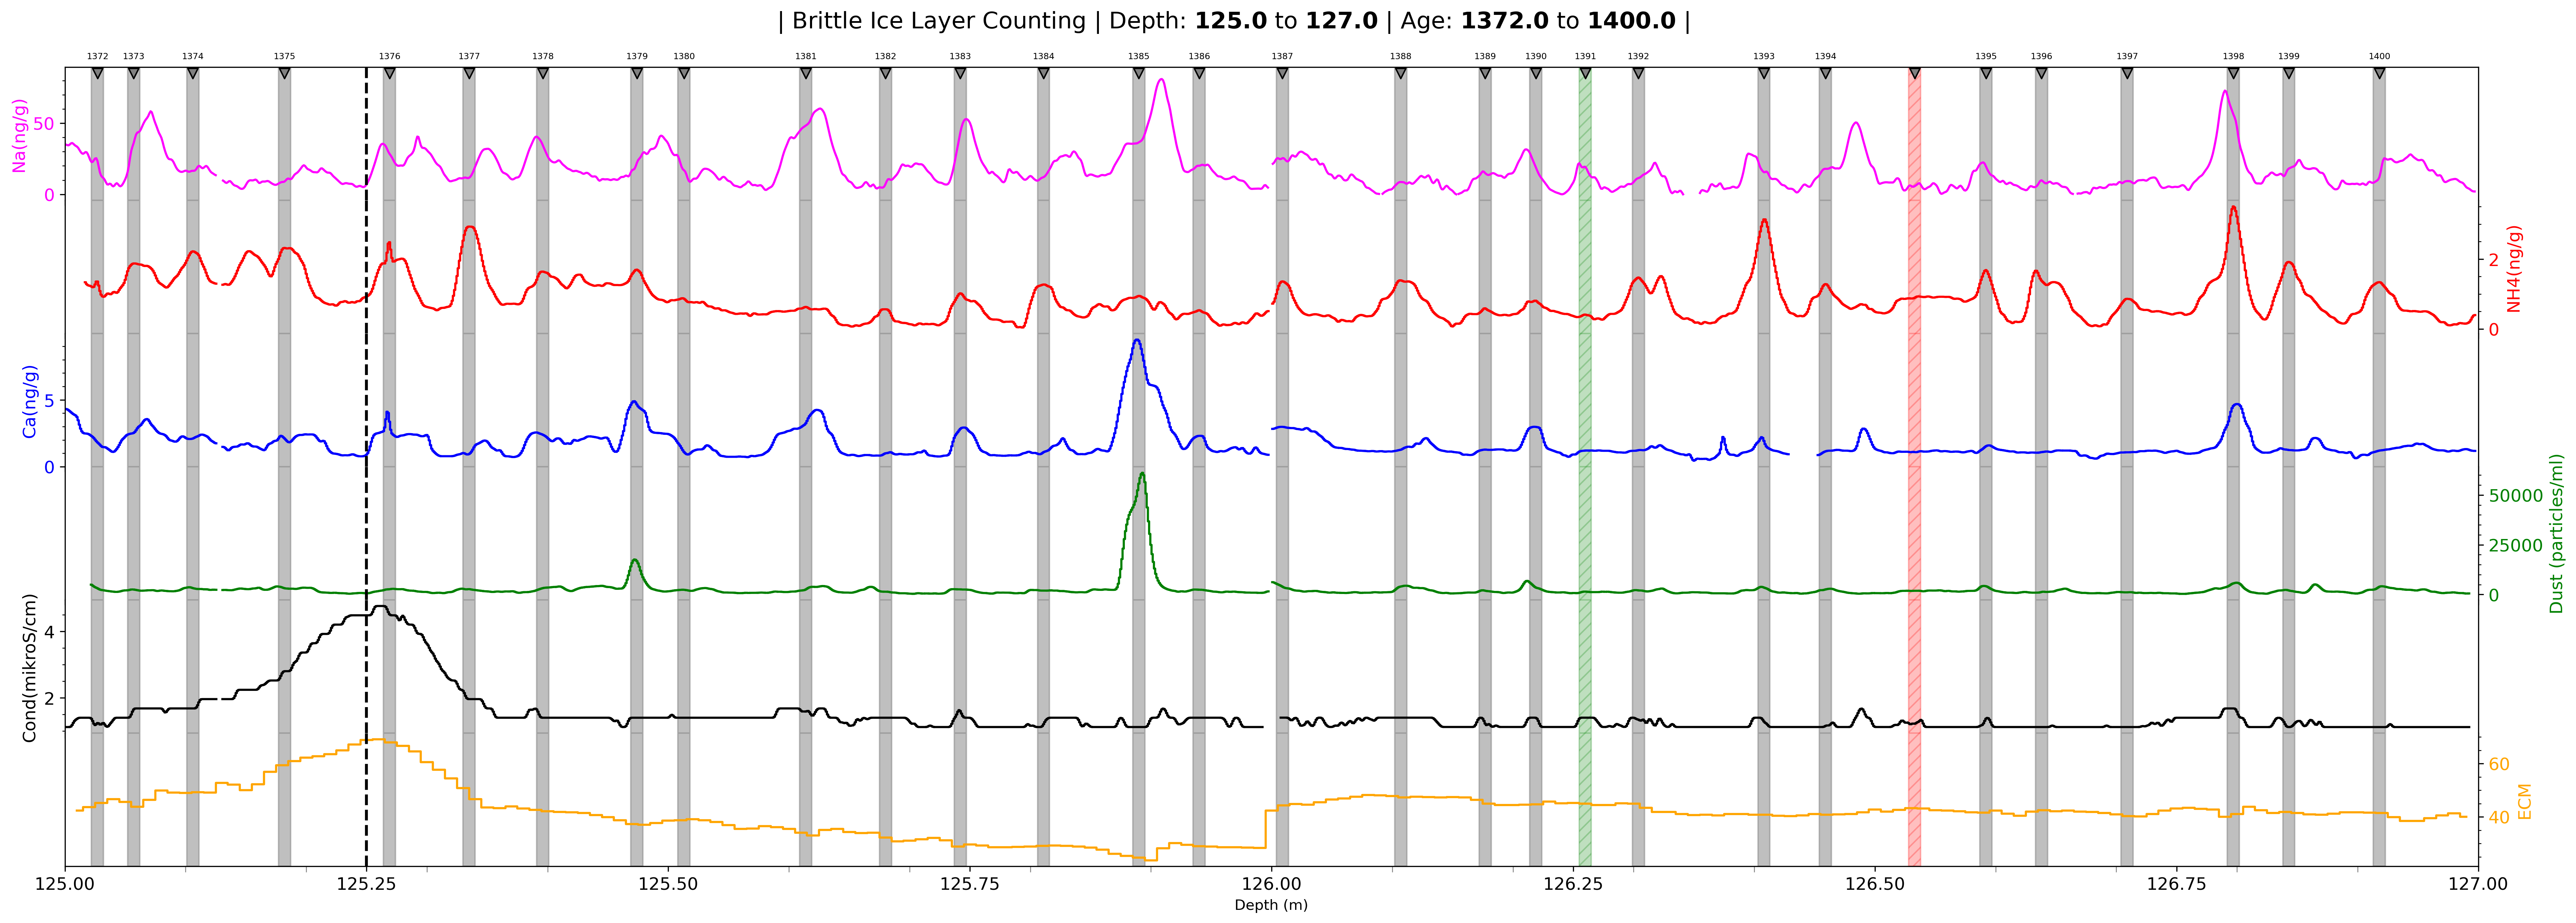 | Brittle Ice Layer Counting | Depth: 125.0 to 127.0 | Age: 1372.0 to 1400.0 |
1372 1373 1374 1375 1376 1377 1378 1379 1380 1381 1382 1383 1384 1385 1386 1387 1388 1389 1390 1391 1392 1393 1394 1395 1396 1397 1398 1399 1400
Na(ng/g)
50
0
NH4(ng/g)
2
0
Ca(ng/g)
5
0
Dust (particles/ml)
50000
25000
0
Cond(mikroS/cm)
4
2
ECM
60
40
125.00 125.25 125.50 125.75 126.00 126.25 126.50 126.75 127.00
Depth (m)